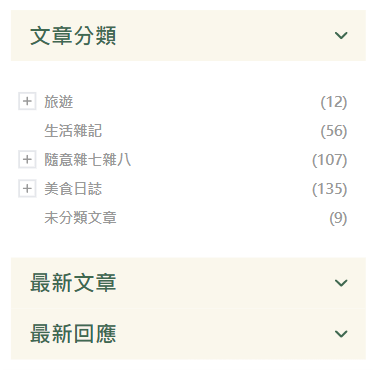 文章分類
旅遊 (12)
生活雜記 (56)
隨意雜七雜八 (107)
美食日誌 (135)
未分類文章 (9)
最新文章
最新回應